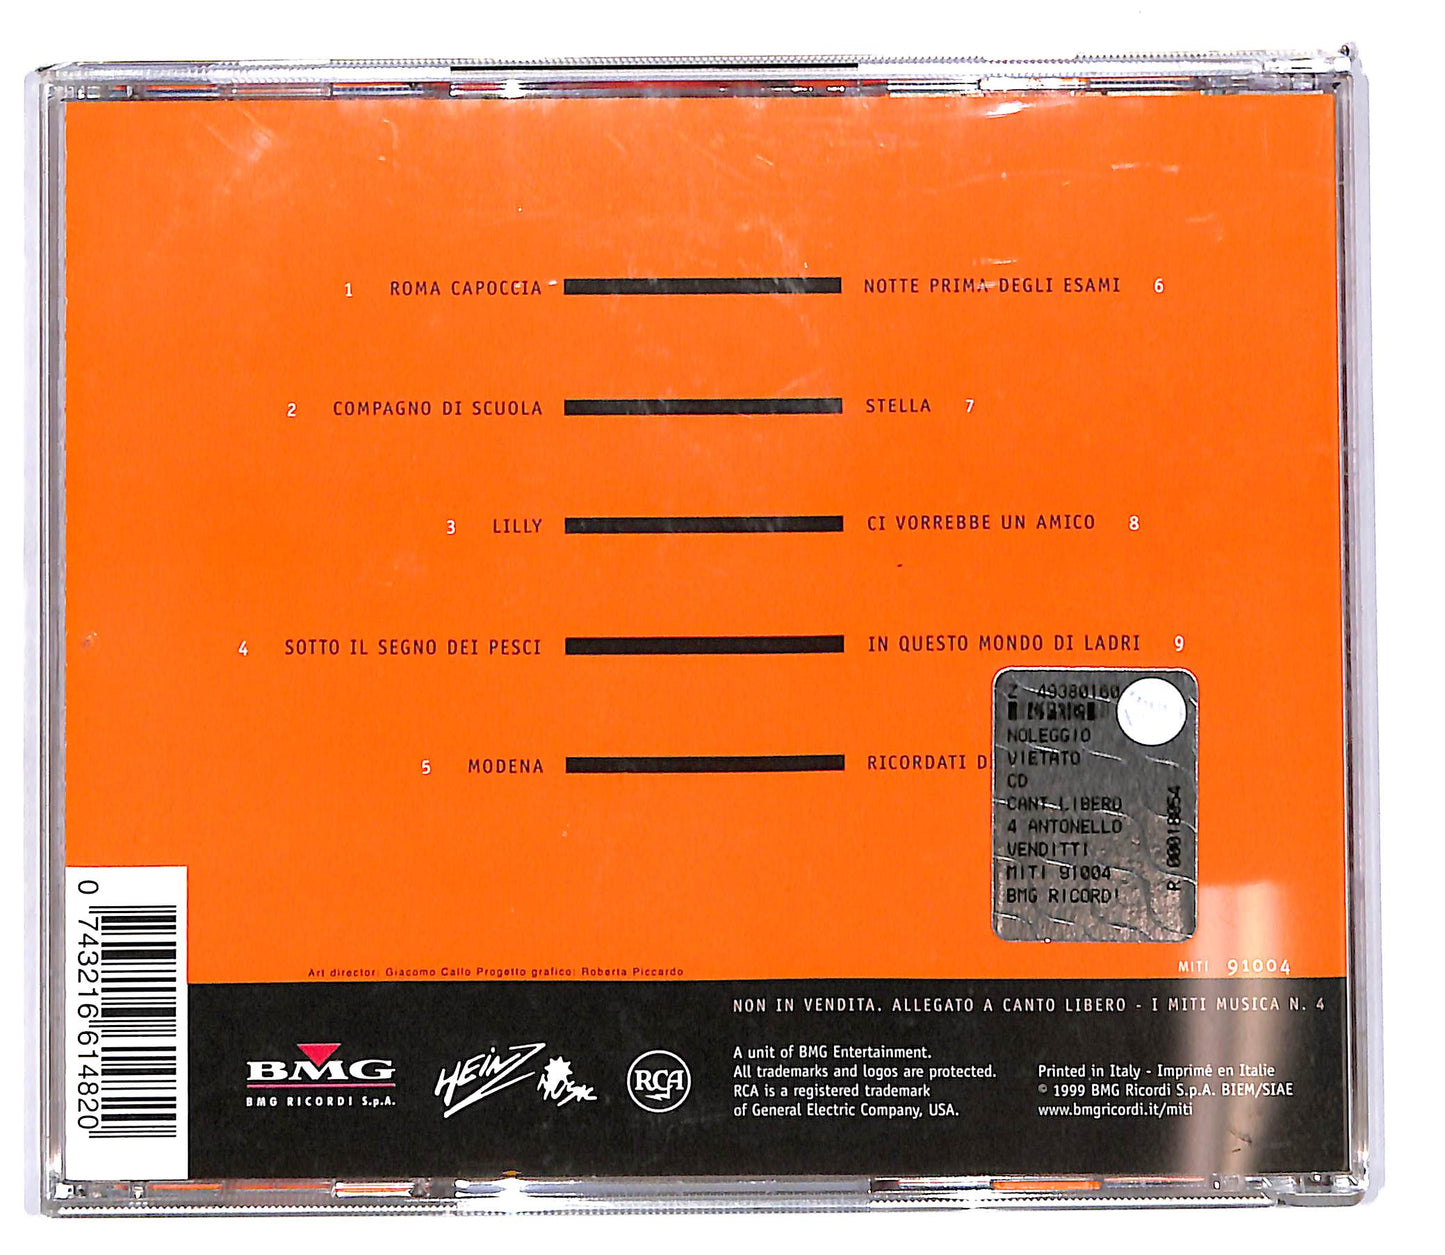 1 ROMA CAPOCCIA
2 COMPAGNO DI SCUOLA
3 LILLY
4 SOTTO IL SEGNO DEI PESCI
5 MODENA
NOTTE PRIMA DEGLI ESAMI 6
STELLA 7
CI VORREBBE UN AMICO 8
IN QUESTO MONDO DI LADRI 9
RICORDATI D
Z 49380160
NOLEGGIO
VIETATO
CD
CANT LIBERO
4 ANTONELLO
VENDITTI
MITI 91004
BMG RICORDI
R 00018854
Art director: Giacomo Callo Progetto grafico: Roberta Piccardo
MITI 91004
NON IN VENDITA. ALLEGATO A CANTO LIBERO - I MITI MUSICA N. 4
0 743216 614820
BMG
BMG RICORDI S.p.A.
HEINZ
RCA
A unit of BMG Entertainment.
All trademarks and logos are protected.
RCA is a registered trademark
of General Electric Company, USA.
Printed in Italy - Imprimé en Italie
© 1999 BMG Ricordi S.p.A. BIEM/SIAE
www.bmgricordi.it/miti